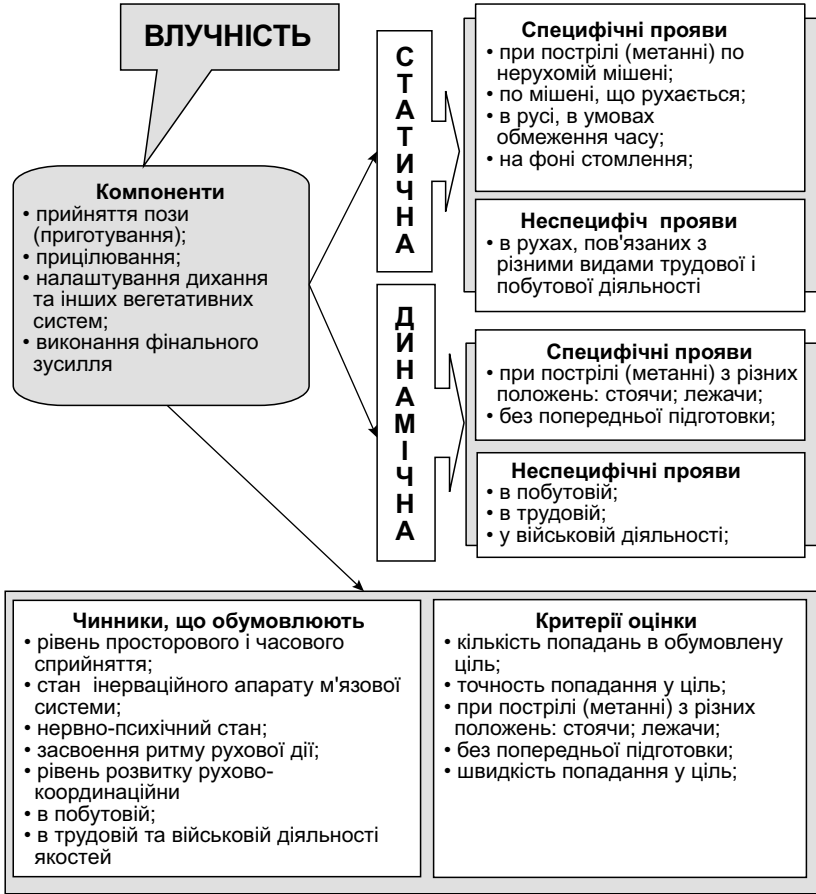 ВЛУЧНІСТЬ
Компоненти
• прийняття пози
(приготування);
• прицілювання;
• налаштування дихання
та інших вегетативних
систем;
• виконання фінального
зусилля
СТАТИЧНА
Специфічні прояви
• при пострілі (метанні) по
нерухомій мішені;
• по мішені, що рухається;
• в русі, в умовах
обмеження часу;
• на фоні стомлення;
Неспецифіч прояви
• в рухах, пов'язаних з
різними видами трудової і
побутової діяльності
ДИНАМІЧНА
Специфічні прояви
• при пострілі (метанні) з різних
положень: стоячи; лежачи;
• без попередньої підготовки;
Неспецифічні прояви
• в побутовій;
• в трудовій;
• у військовій діяльності;
Чинники, що обумовлюють
• рівень просторового і часового
сприйняття;
• стан інерваційного апарату м'язової
системи;
• нервно-психічний стан;
• засвоення ритму рухової дії;
• рівень розвитку рухово-
координаційни
• в побутовій;
• в трудовій та військовій діяльності
якостей
Критерії оцінки
• кількість попадань в обумовлену
ціль;
• точность попадання у ціль;
• при пострілі (метанні) з різних
положень: стоячи; лежачи;
• без попередньої підготовки;
• швидкість попадання у ціль;